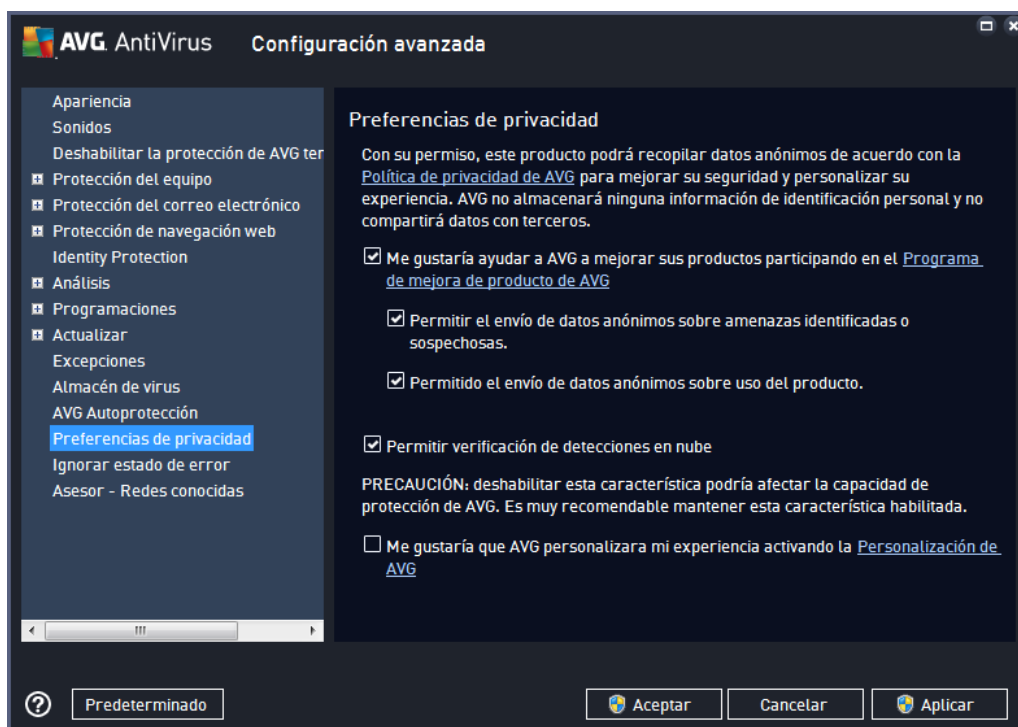 AVG. AntiVirus Configuración avanzada
Apariencia
Sonidos
Deshabilitar la protección de AVG ter
Protección del equipo
Protección del correo electrónico
Protección de navegación web
Identity Protection
Análisis
Programaciones
Actualizar
Excepciones
Almacén de virus
AVG Autoprotección
Preferencias de privacidad
Ignorar estado de error
Asesor - Redes conocidas
Preferencias de privacidad
Con su permiso, este producto podrá recopilar datos anónimos de acuerdo con la
Política de privacidad de AVG para mejorar su seguridad y personalizar su
experiencia. AVG no almacenará ninguna información de identificación personal y no
compartirá datos con terceros.
Me gustaría ayudar a AVG a mejorar sus productos participando en el Programa
de mejora de producto de AVG
Permitir el envío de datos anónimos sobre amenazas identificadas o
sospechosas.
Permitido el envío de datos anónimos sobre uso del producto.
Permitir verificación de detecciones en nube
PRECAUCIÓN: deshabilitar esta característica podría afectar la capacidad de
protección de AVG. Es muy recomendable mantener esta característica habilitada.
Me gustaría que AVG personalizara mi experiencia activando la Personalización de
AVG
? Predeterminado Aceptar Cancelar Aplicar